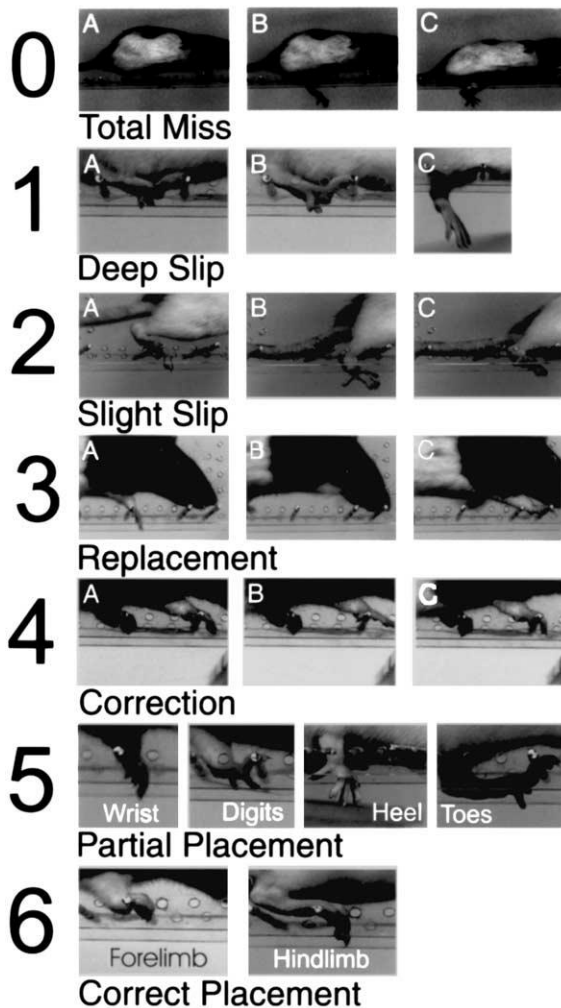 0 A B C
Total Miss
1 A B C
Deep Slip
2 A B C
Slight Slip
3 A B C
Replacement
4 A B C
Correction
5 Wrist Digits Heel Toes
Partial Placement
6 Forelimb Hindlimb
Correct Placement